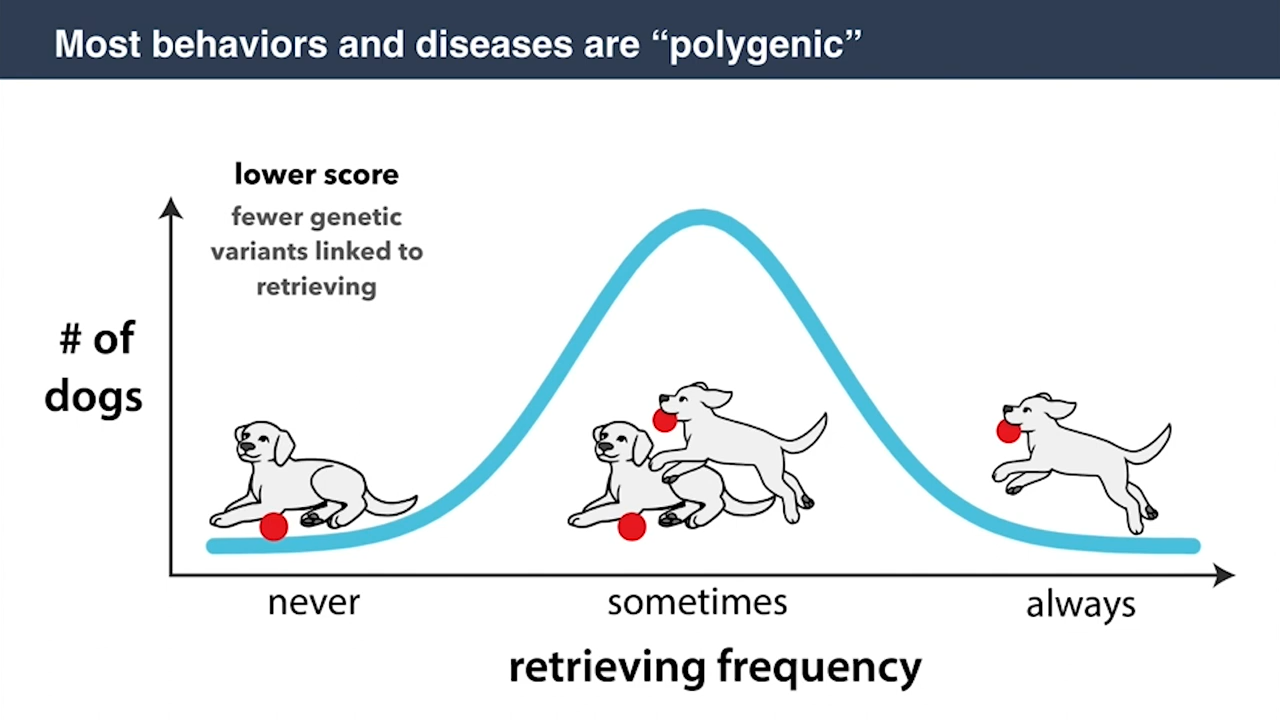 Most behaviors and diseases are “polygenic”
lower score
fewer genetic
variants linked to
retrieving
# of
dogs
never
sometimes
always
retrieving frequency